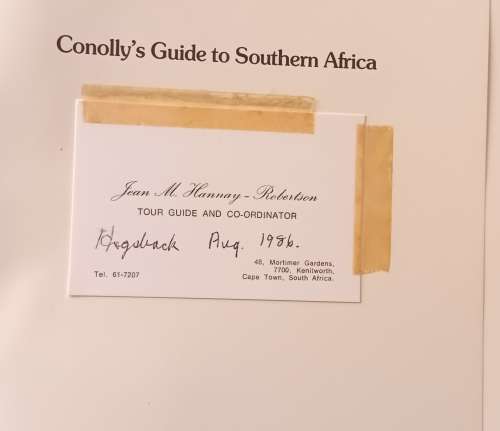 Conolly's Guide to Southern Africa
Jean M. Hannay - Robertson
TOUR GUIDE AND CO-ORDINATOR
Hogsback Aug. 1986.
48, Mortimer Gardens,
7700, Kenilworth,
Tel. 61-7207
Cape Town, South Africa.